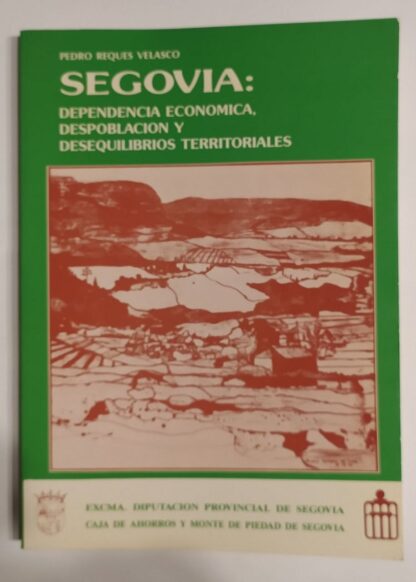 PEDRO REQUES VELASCO
SEGOVIA:
DEPENDENCIA ECONOMICA,
DESPOBLACION Y
DESEQUILIBRIOS TERRITORIALES
EXCMA. DIPUTACION PROVINCIAL DE SEGOVIA
CAJA DE AHORROS Y MONTE DE PIEDAD DE SEGOVIA